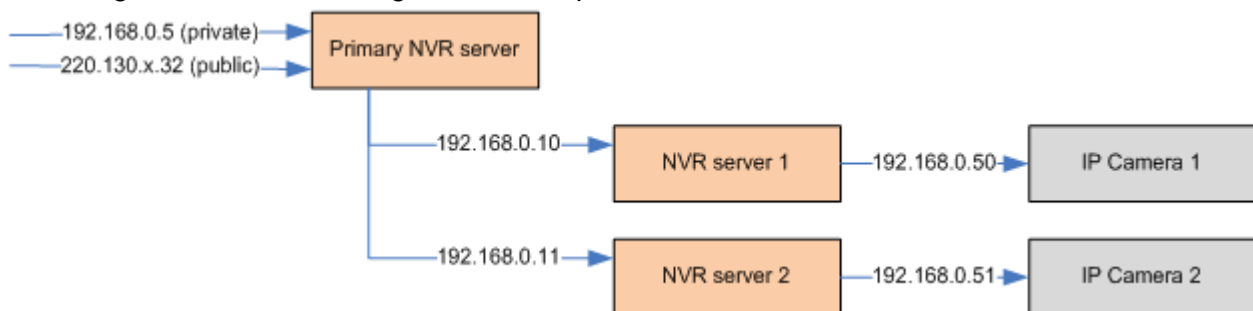 192.168.0.5 (private)
220.130.x.32 (public)
Primary NVR server
192.168.0.10
NVR server 1
192.168.0.50
IP Camera 1
192.168.0.11
NVR server 2
192.168.0.51
IP Camera 2